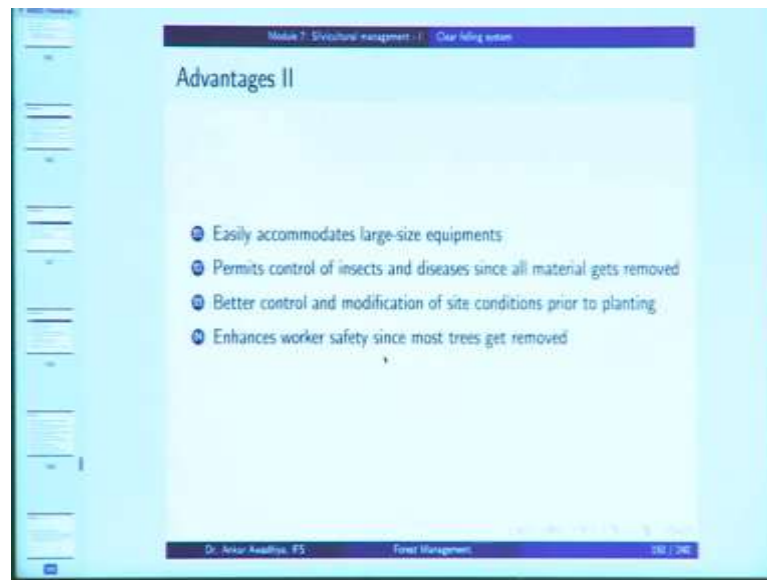 Module 7: Silvicultural management - I Clear felling system
Advantages II
Easily accommodates large-size equipments
Permits control of insects and diseases since all material gets removed
Better control and modification of site conditions prior to planting
Enhances worker safety since most trees get removed
Dr. Ankur Awadhiya, IFS Forest Management